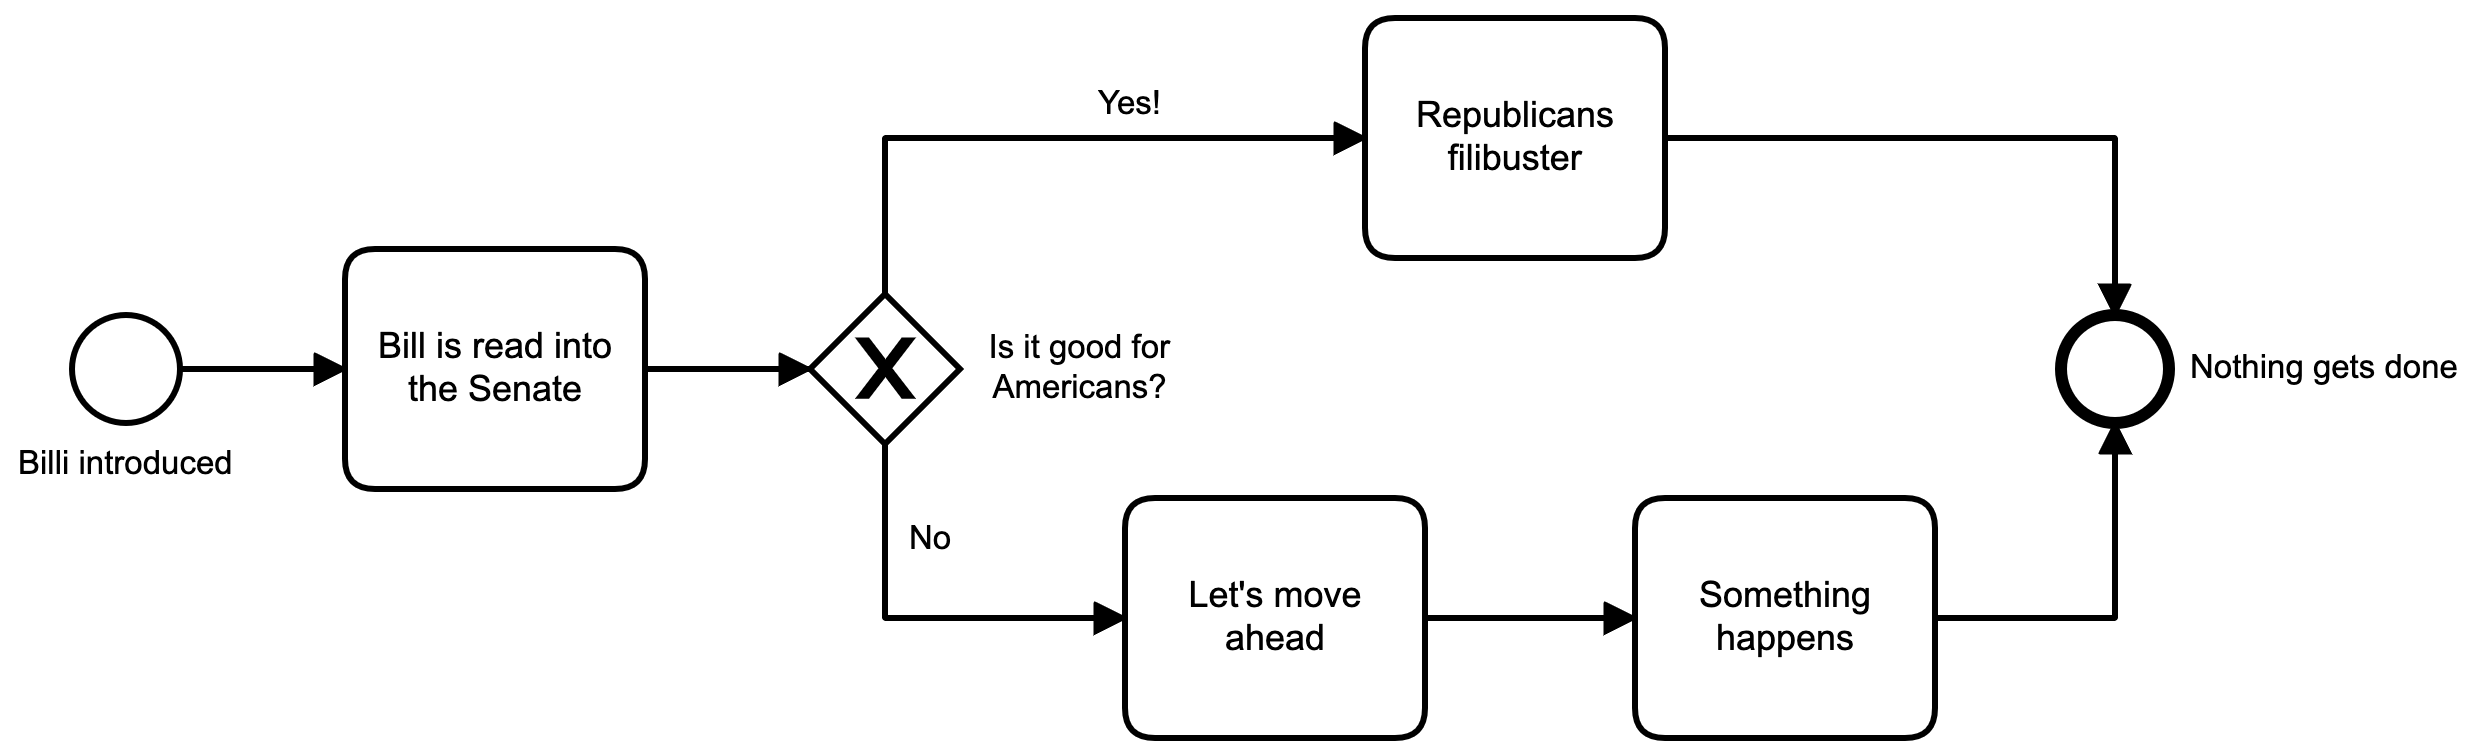 Yes!
Republicans
filibuster
Bill is read into
the Senate
X
Is it good for
Americans?
Nothing gets done
Billi introduced
No
Let's move
ahead
Something
happens